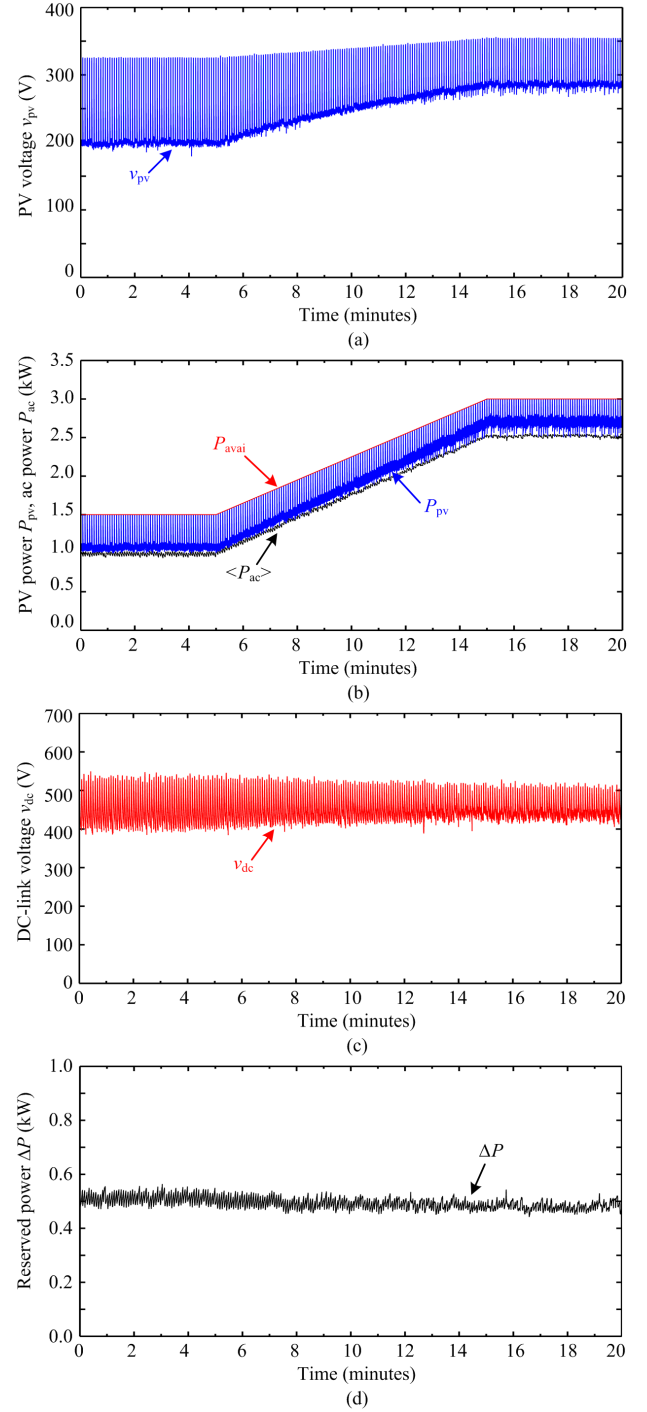 400
300
200
100
0
PV voltage vpv (V)
vpv
0 2 4 6 8 10 12 14 16 18 20
Time (minutes)
(a)
3.5
3.0
2.5
2.0
1.5
1.0
0.5
0.0
PV power Ppv, ac power Pac (kW)
Pavai
Ppv
<Pac>
0 2 4 6 8 10 12 14 16 18 20
Time (minutes)
(b)
700
600
500
400
300
200
100
0
DC-link voltage vdc (V)
vdc
0 2 4 6 8 10 12 14 16 18 20
Time (minutes)
(c)
1.0
0.8
0.6
0.4
0.2
0.0
Reserved power ΔP (kW)
ΔP
0 2 4 6 8 10 12 14 16 18 20
Time (minutes)
(d)